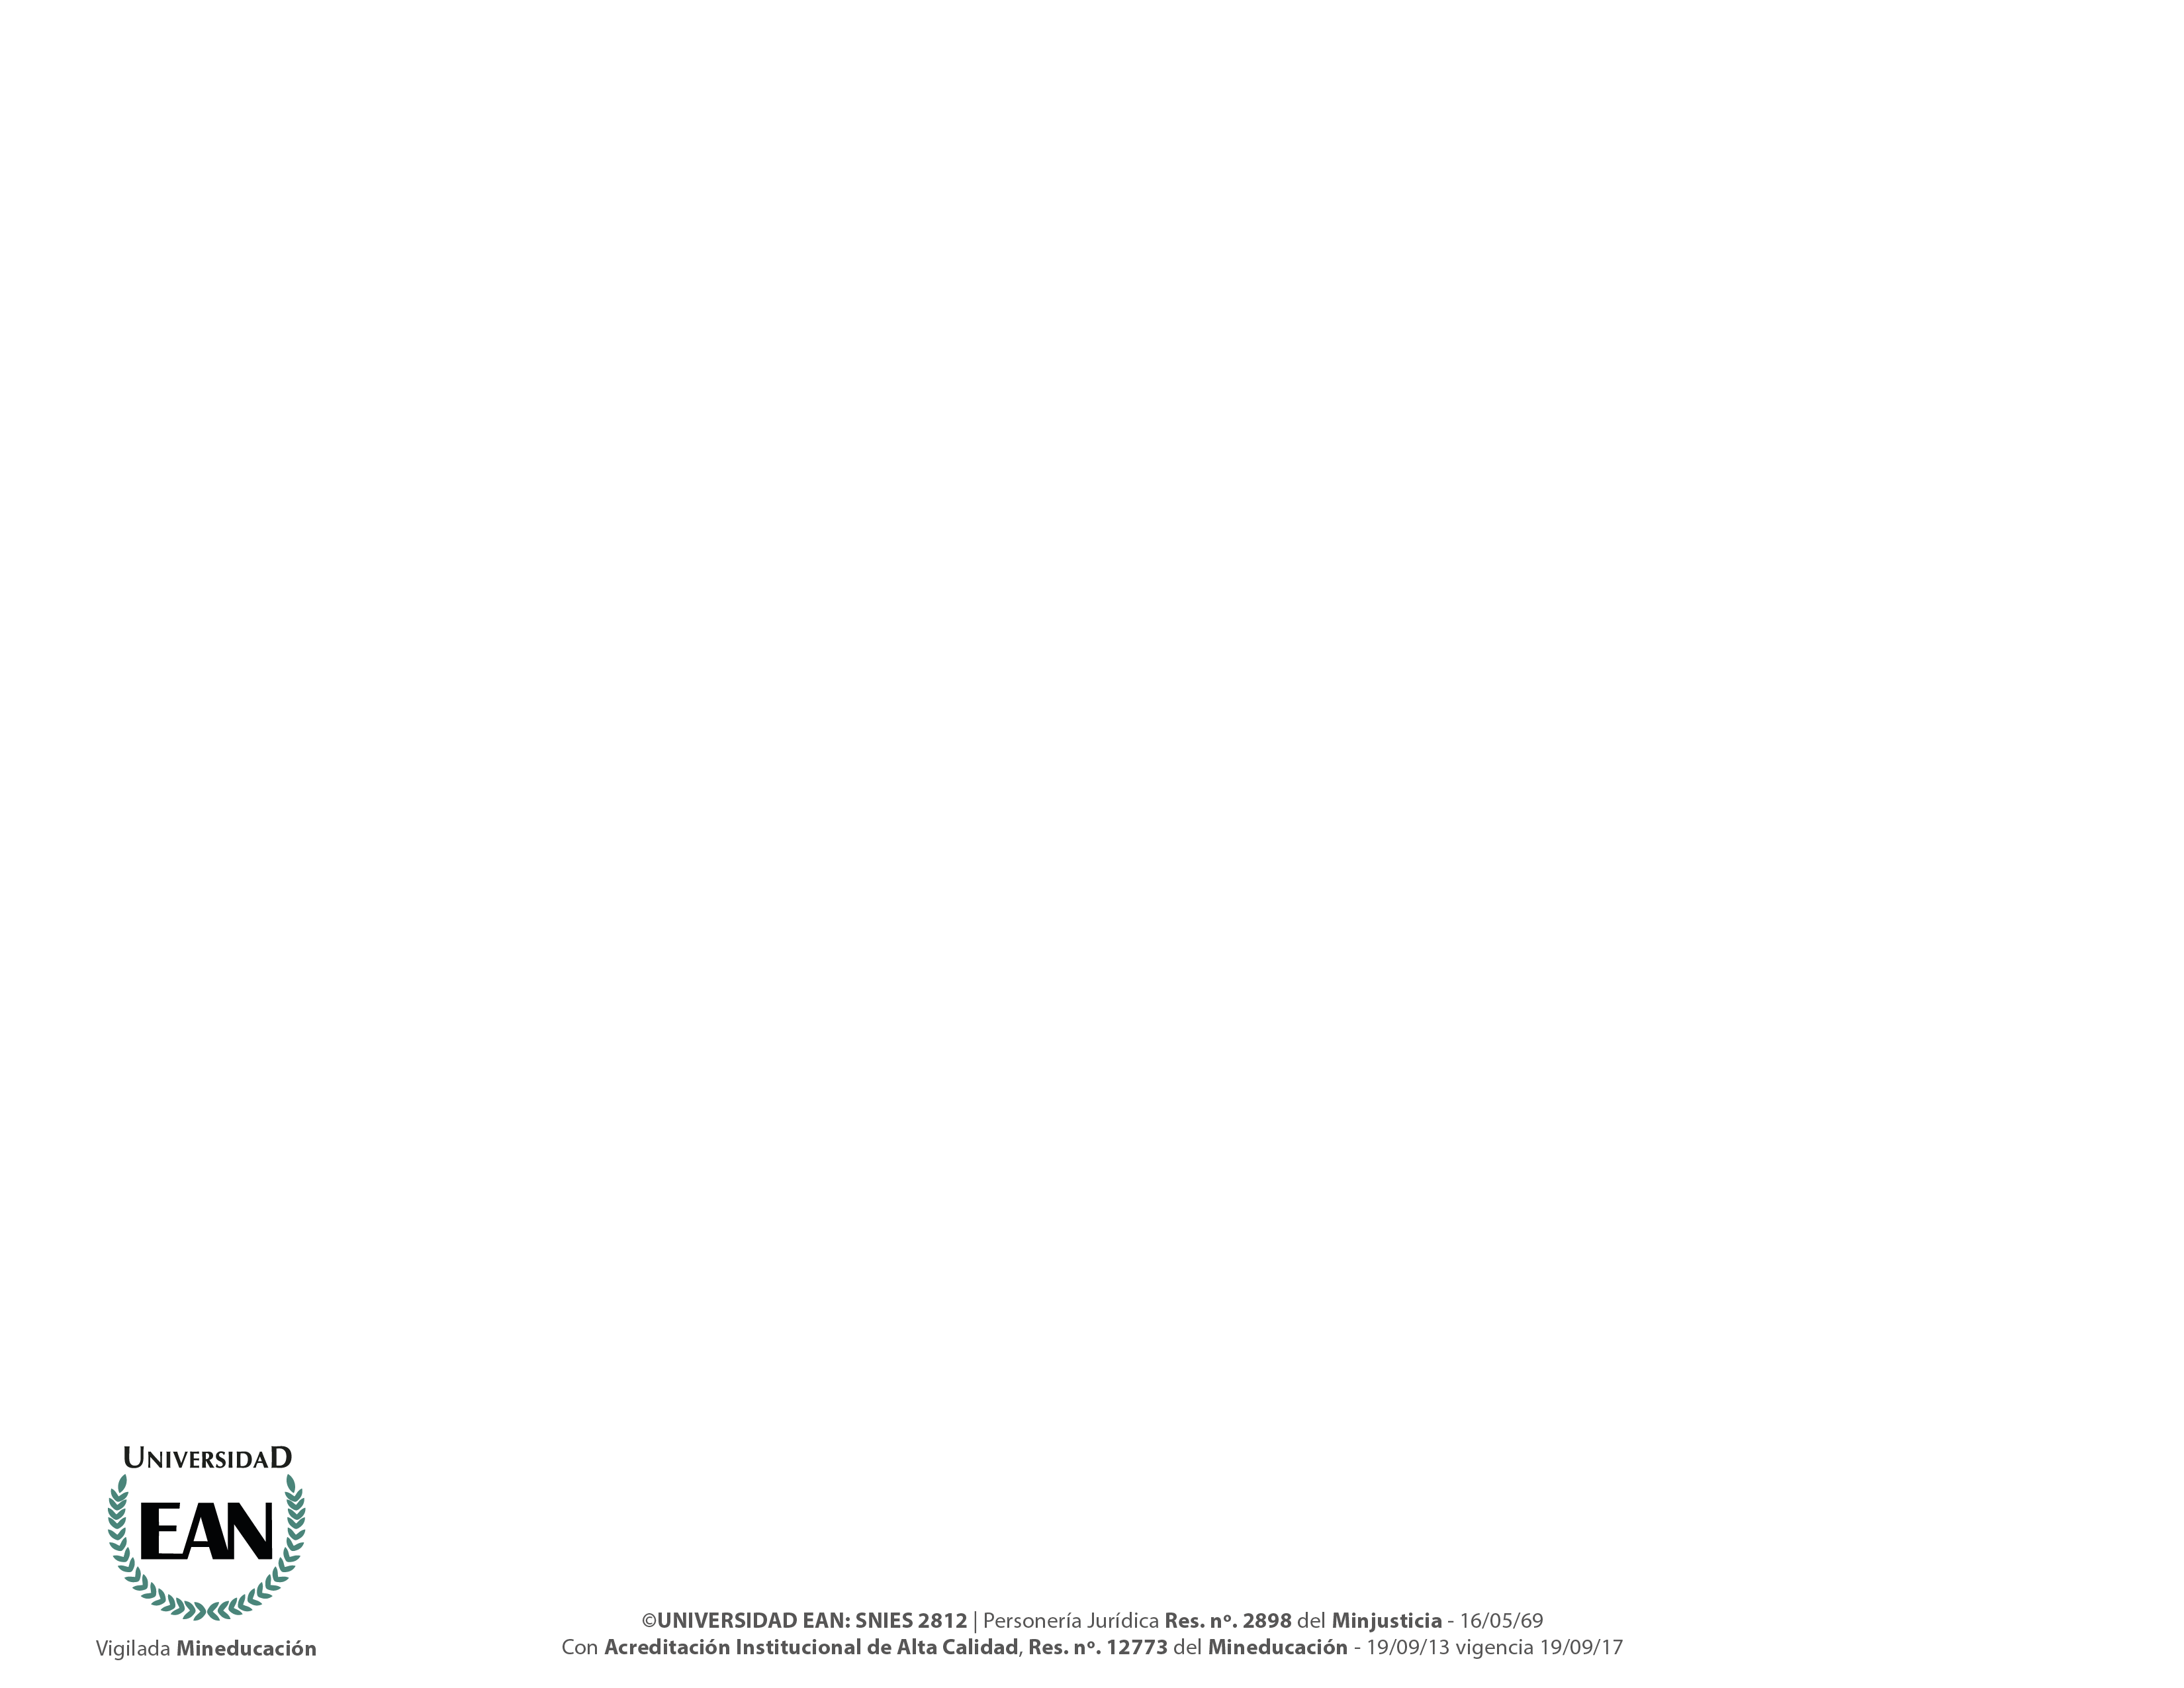 UNIVERSIDAD
EAN
Vigilada Mineducación
©UNIVERSIDAD EAN: SNIES 2812 | Personería Jurídica Res. nº. 2898 del Minjusticia - 16/05/69
Con Acreditación Institucional de Alta Calidad, Res. nº. 12773 del Mineducación - 19/09/13 vigencia 19/09/17